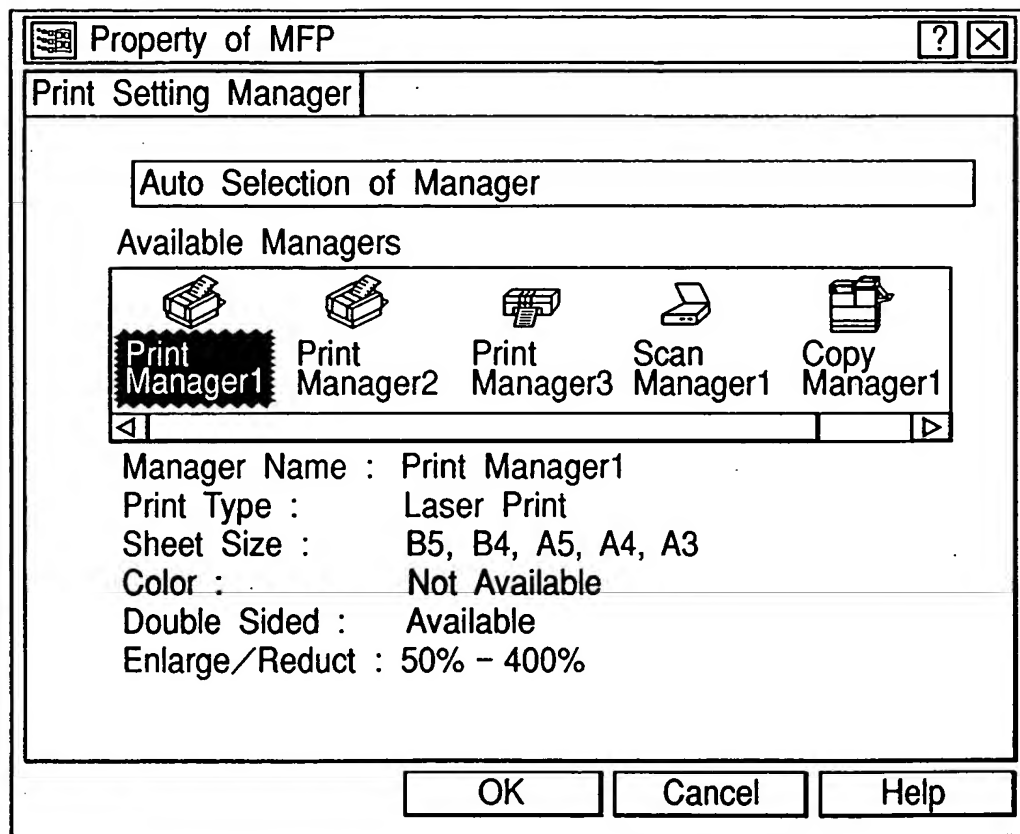 Property of MFP ?
Print Setting Manager
Auto Selection of Manager
Available Managers
Print Manager1
Print Manager2
Print Manager3
Scan Manager1
Copy Manager1
Manager Name : Print Manager1
Print Type : Laser Print
Sheet Size : B5, B4, A5, A4, A3
Color : Not Available
Double Sided : Available
Enlarge/Reduct : 50% – 400%
OK Cancel Help